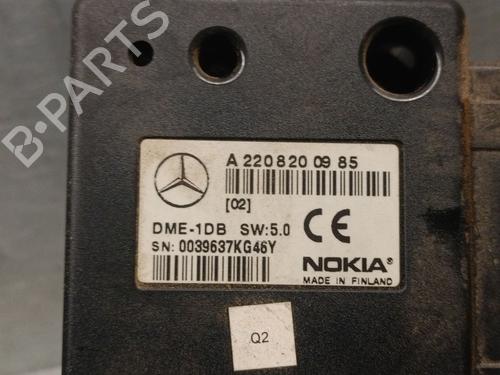 B-PARTS
A 220 820 09 85
[02]
DME-1DB SW:5.0
CE
SN: 0039637KG46Y
NOKIA®
MADE IN FINLAND
Q2